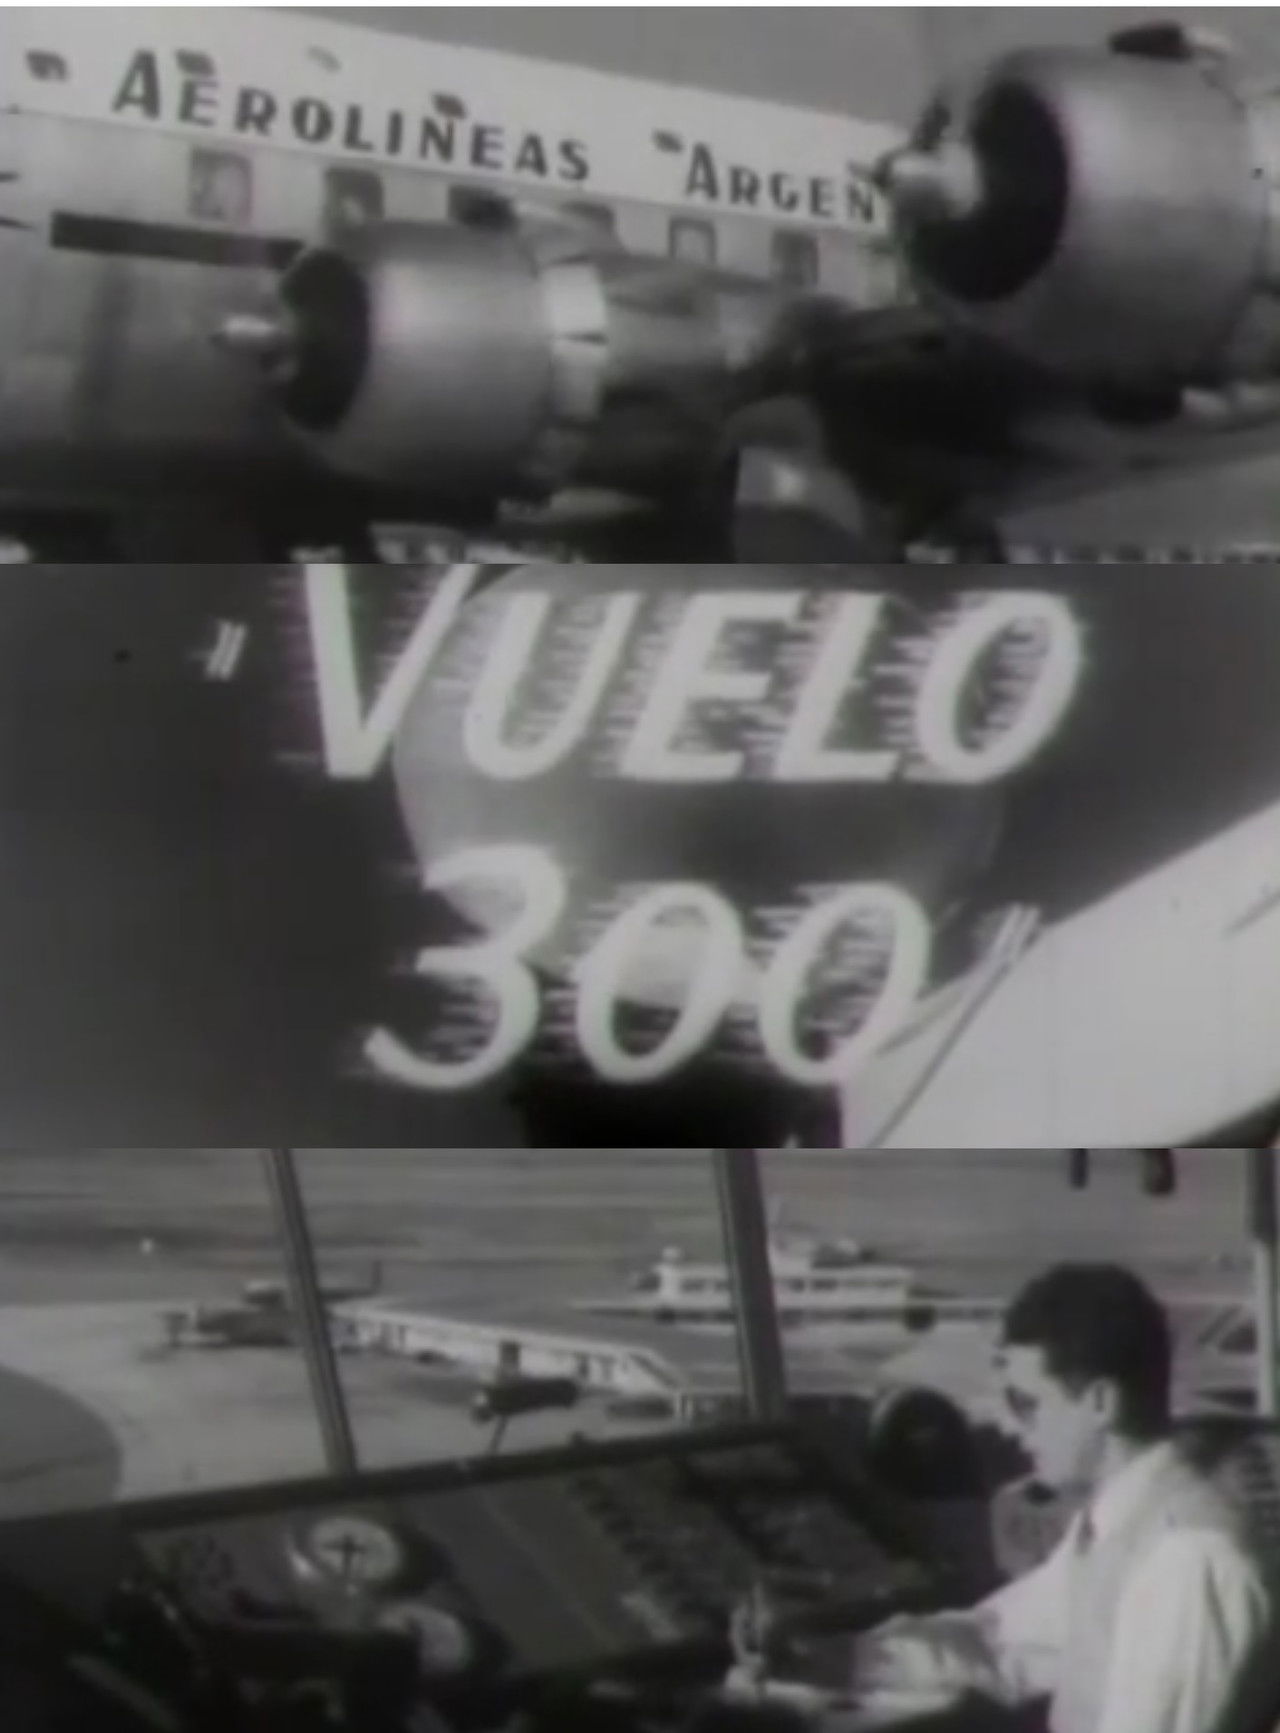 AEROLINEAS ARGEN
"VUELO
300"